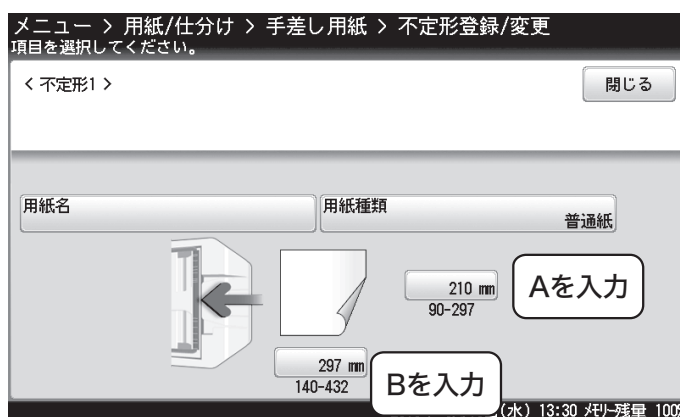 メニュー > 用紙/仕分け > 手差し用紙 > 不定形登録/変更
項目を選択してください。
< 不定形1 >
閉じる
用紙名
用紙種類
普通紙
210 mm
90-297
Aを入力
297 mm
140-432
Bを入力
(水) 13:30 メモリー残量 100%